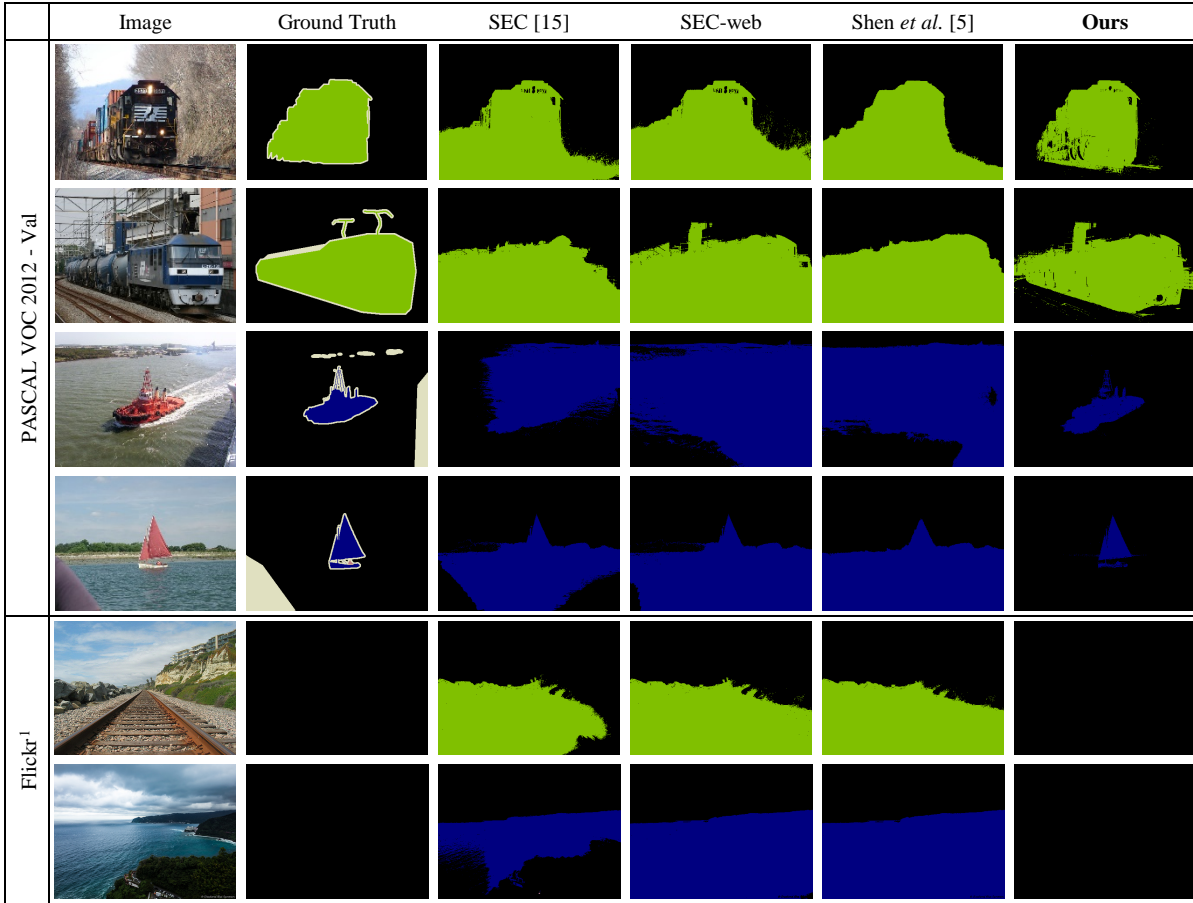 Image
Ground Truth
SEC [15]
SEC-web
Shen et al. [5]
Ours
PASCAL VOC 2012 - Val
Flickr1